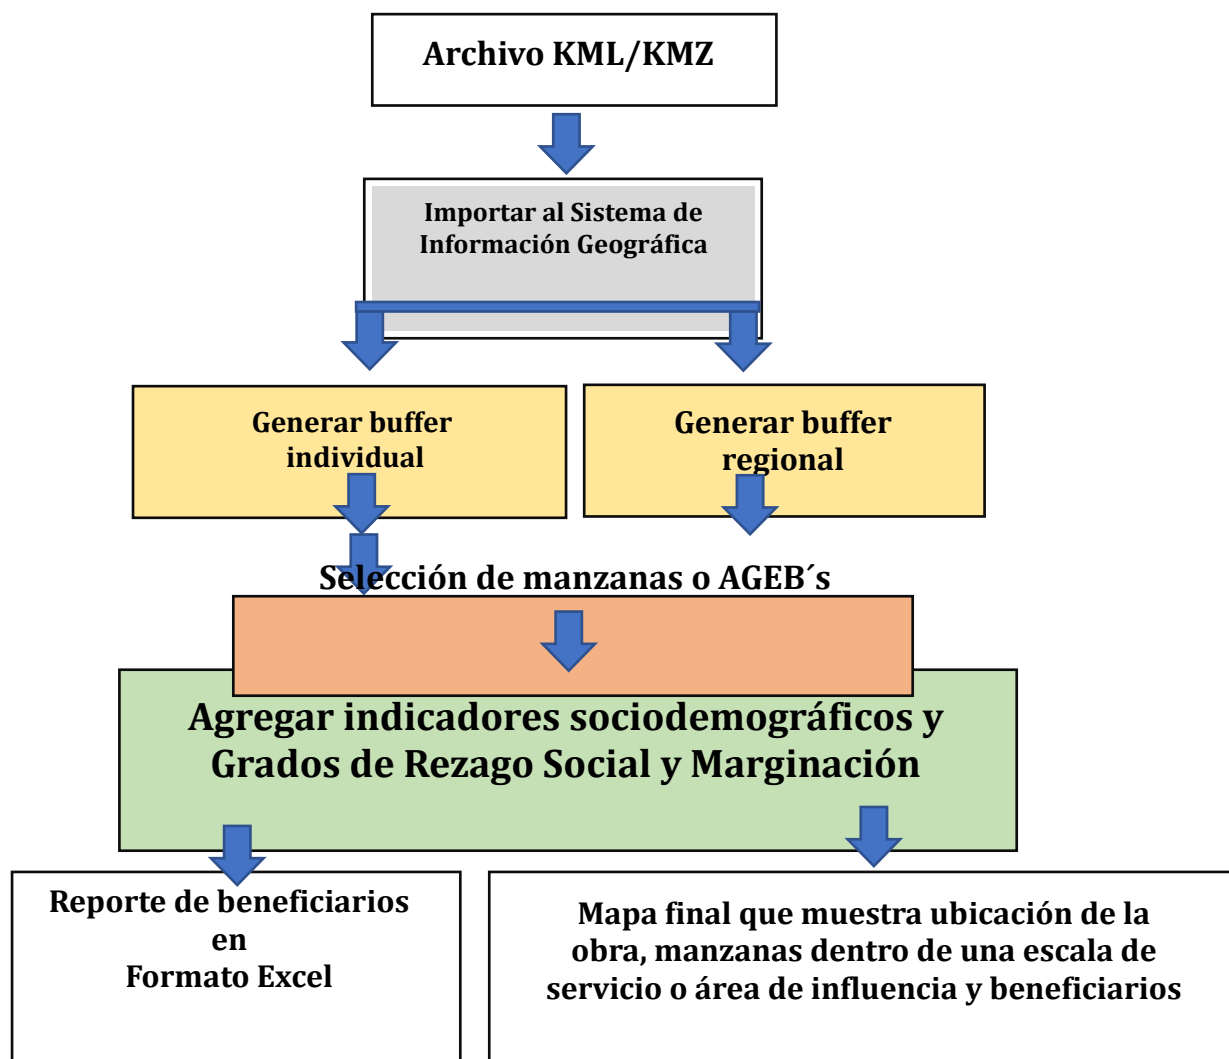 Archivo KML/KMZ
Importar al Sistema de
Información Geográfica
Generar buffer
individual
Generar buffer
regional
Selección de manzanas o AGEB´s
Agregar indicadores sociodemográficos y
Grados de Rezago Social y Marginación
Reporte de beneficiarios
en
Formato Excel
Mapa final que muestra ubicación de la
obra, manzanas dentro de una escala de
servicio o área de influencia y beneficiarios